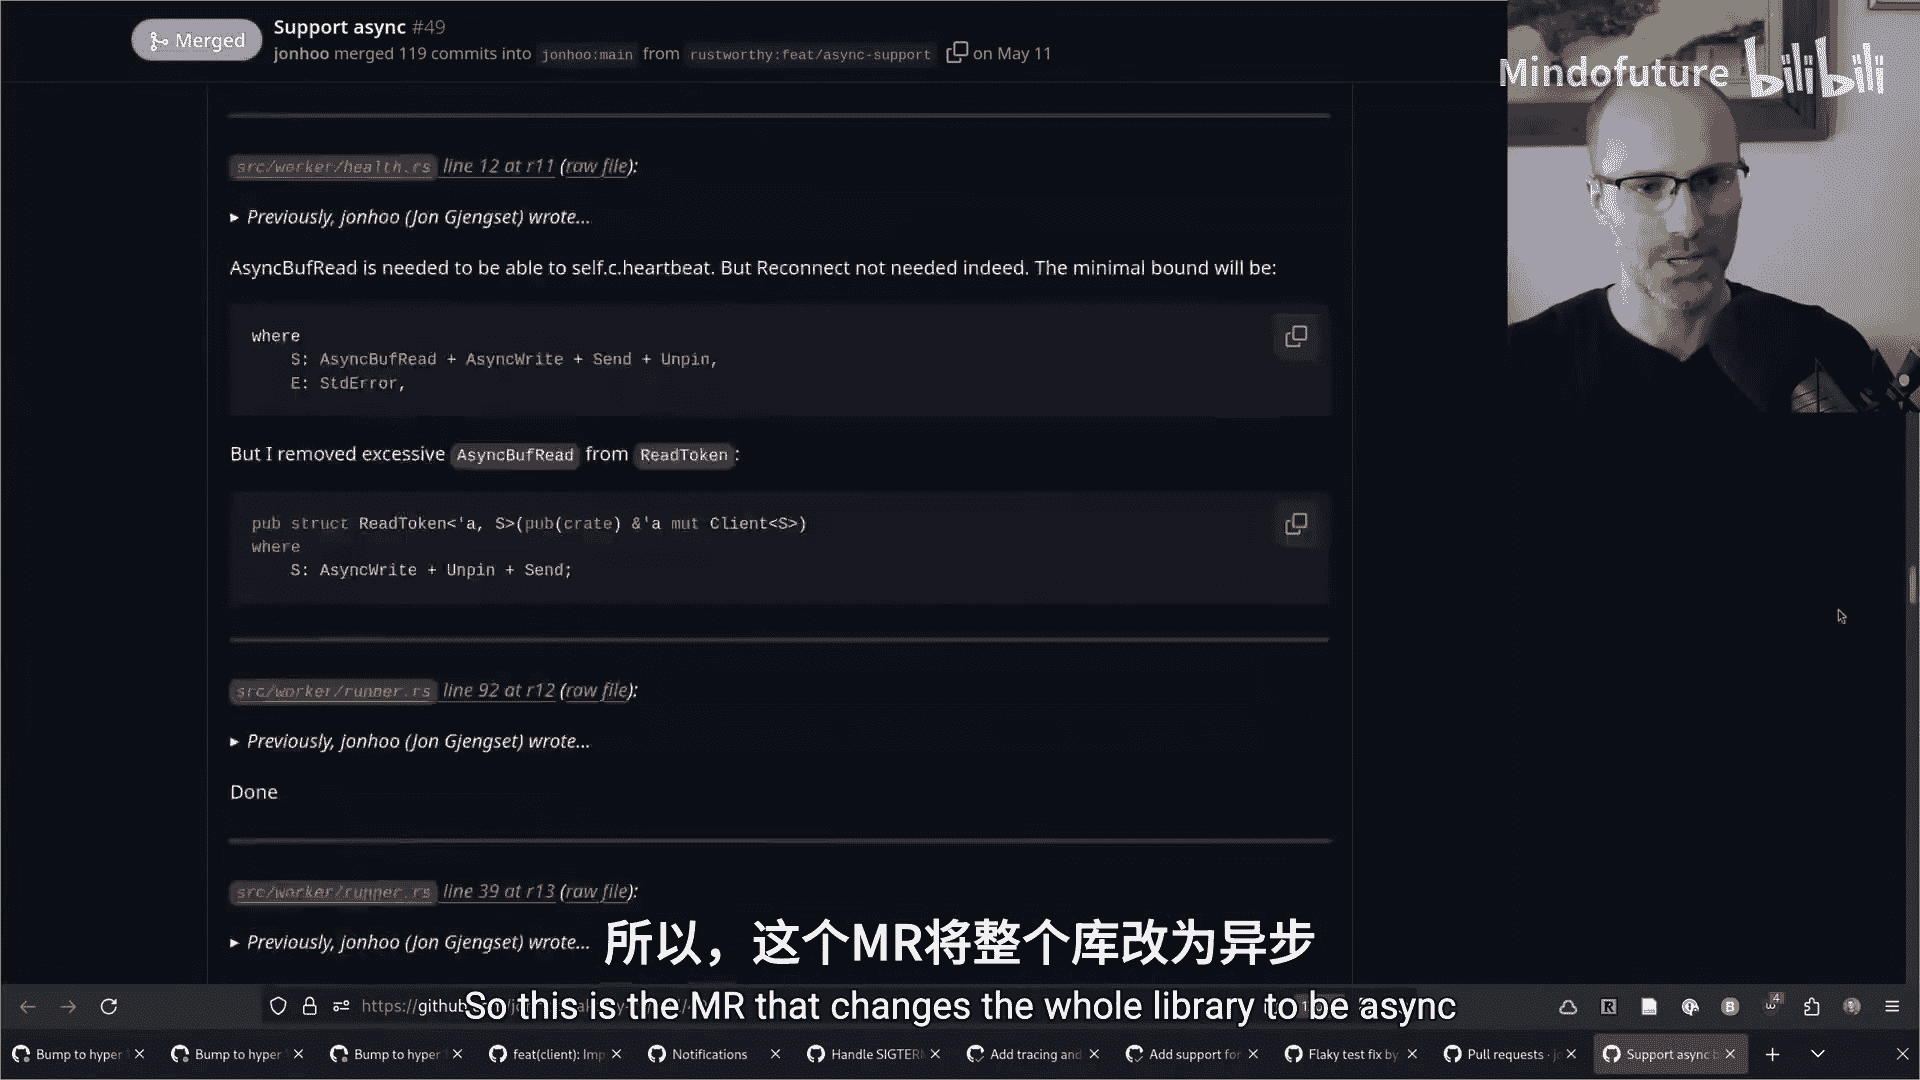 Merged
Support async #49
jonhoo merged 119 commits into jonhoo:main from rustworthy:feat/async-support on May 11
Mindofuture bilibili
src/worker/health.rs line 12 at r11 (raw file):
Previously, jonhoo (Jon Gjengset) wrote...
AsyncBufRead is needed to be able to self.c.heartbeat. But Reconnect not needed indeed. The minimal bound will be:
where
S: AsyncBufRead + AsyncWrite + Send + Unpin,
E: StdError,
But I removed excessive AsyncBufRead from ReadToken:
pub struct ReadToken<'a, S>(pub(crate) &'a mut Client<S>)
where
S: AsyncWrite + Unpin + Send;
src/worker/runner.rs line 92 at r12 (raw file):
Previously, jonhoo (Jon Gjengset) wrote...
Done
src/worker/runner.rs line 39 at r13 (raw file):
Previously, jonhoo (Jon Gjengset) wrote...
所以，这个MR将整个库改为异步
https://github
So this is the MR that changes the whole library to be async
4
Bump to hyper
Bump to hyper
Bump to hyper
feat(client): Imp
Notifications
Handle SIGTER
Add tracing and
Add support for
Flaky test fix by
Pull requests ·
Support async